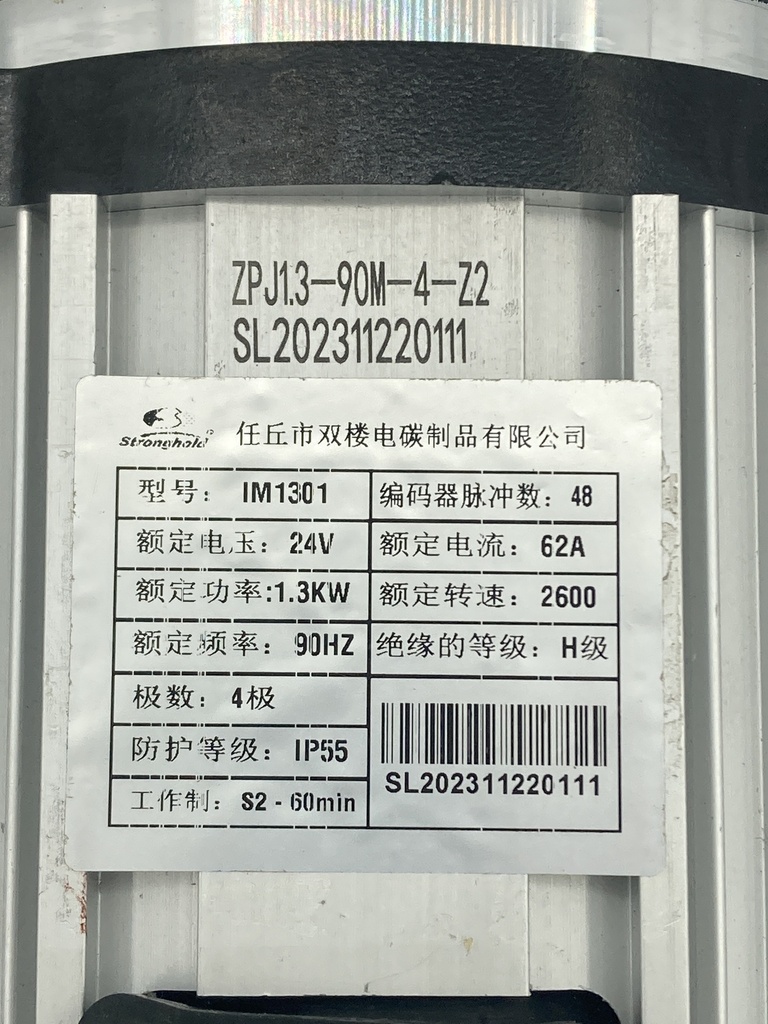 ZPJ1.3-90M-4-Z2
SL202311220111
Stronghold® 任丘市双楼电碳制品有限公司
型号：IM1301 编码器脉冲数：48
额定电压：24V 额定电流：62A
额定功率:1.3KW 额定转速：2600
额定频率：90HZ 绝缘的等级：H级
极数：4极
防护等级：IP55
SL202311220111
工作制：S2-60min